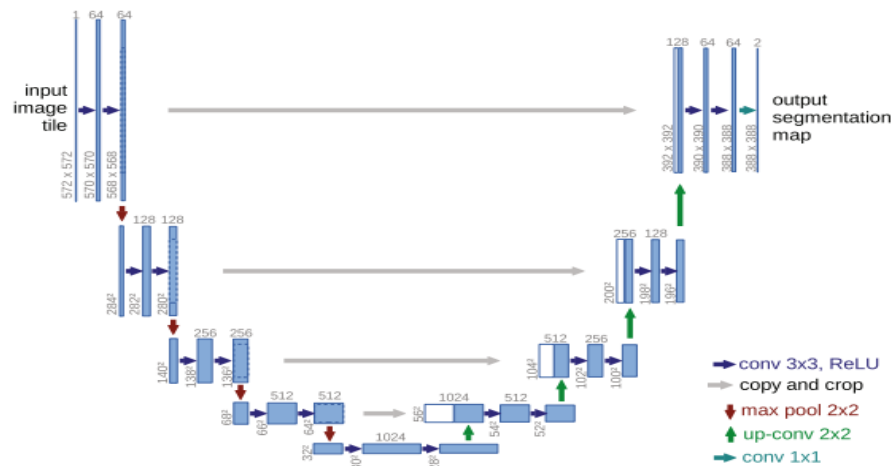 1 64 64
input
image
tile
572 x 572
570 x 570
568 x 568
128 64 64 2
output
segmentation
map
392 x 392
390 x 390
388 x 388
388 x 388
128 128
284²
282²
280²
256 128
200²
198²
196²
256 256
140²
138²
136²
512 256
104²
102²
100²
512 512
68²
66²
64²
1024 512
56²
54²
52²
1024
32²
conv 3x3, ReLU
copy and crop
max pool 2x2
up-conv 2x2
conv 1x1